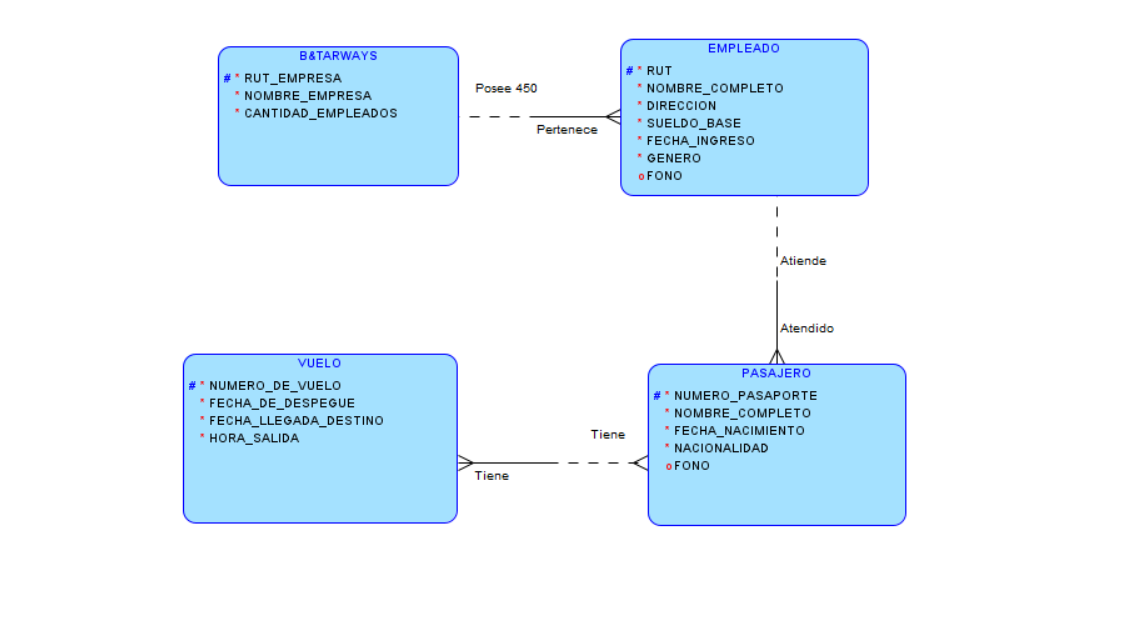 B&TARWAYS
# * RUT_EMPRESA
* NOMBRE_EMPRESA
* CANTIDAD_EMPLEADOS
Posee 450
Pertenece
EMPLEADO
# * RUT
* NOMBRE_COMPLETO
* DIRECCION
* SUELDO_BASE
* FECHA_INGRESO
* GENERO
o FONO
Atiende
Atendido
VUELO
# * NUMERO_DE_VUELO
* FECHA_DE_DESPEGUE
* FECHA_LLEGADA_DESTINO
* HORA_SALIDA
Tiene
Tiene
PASAJERO
# * NUMERO_PASAPORTE
* NOMBRE_COMPLETO
* FECHA_NACIMIENTO
* NACIONALIDAD
o FONO